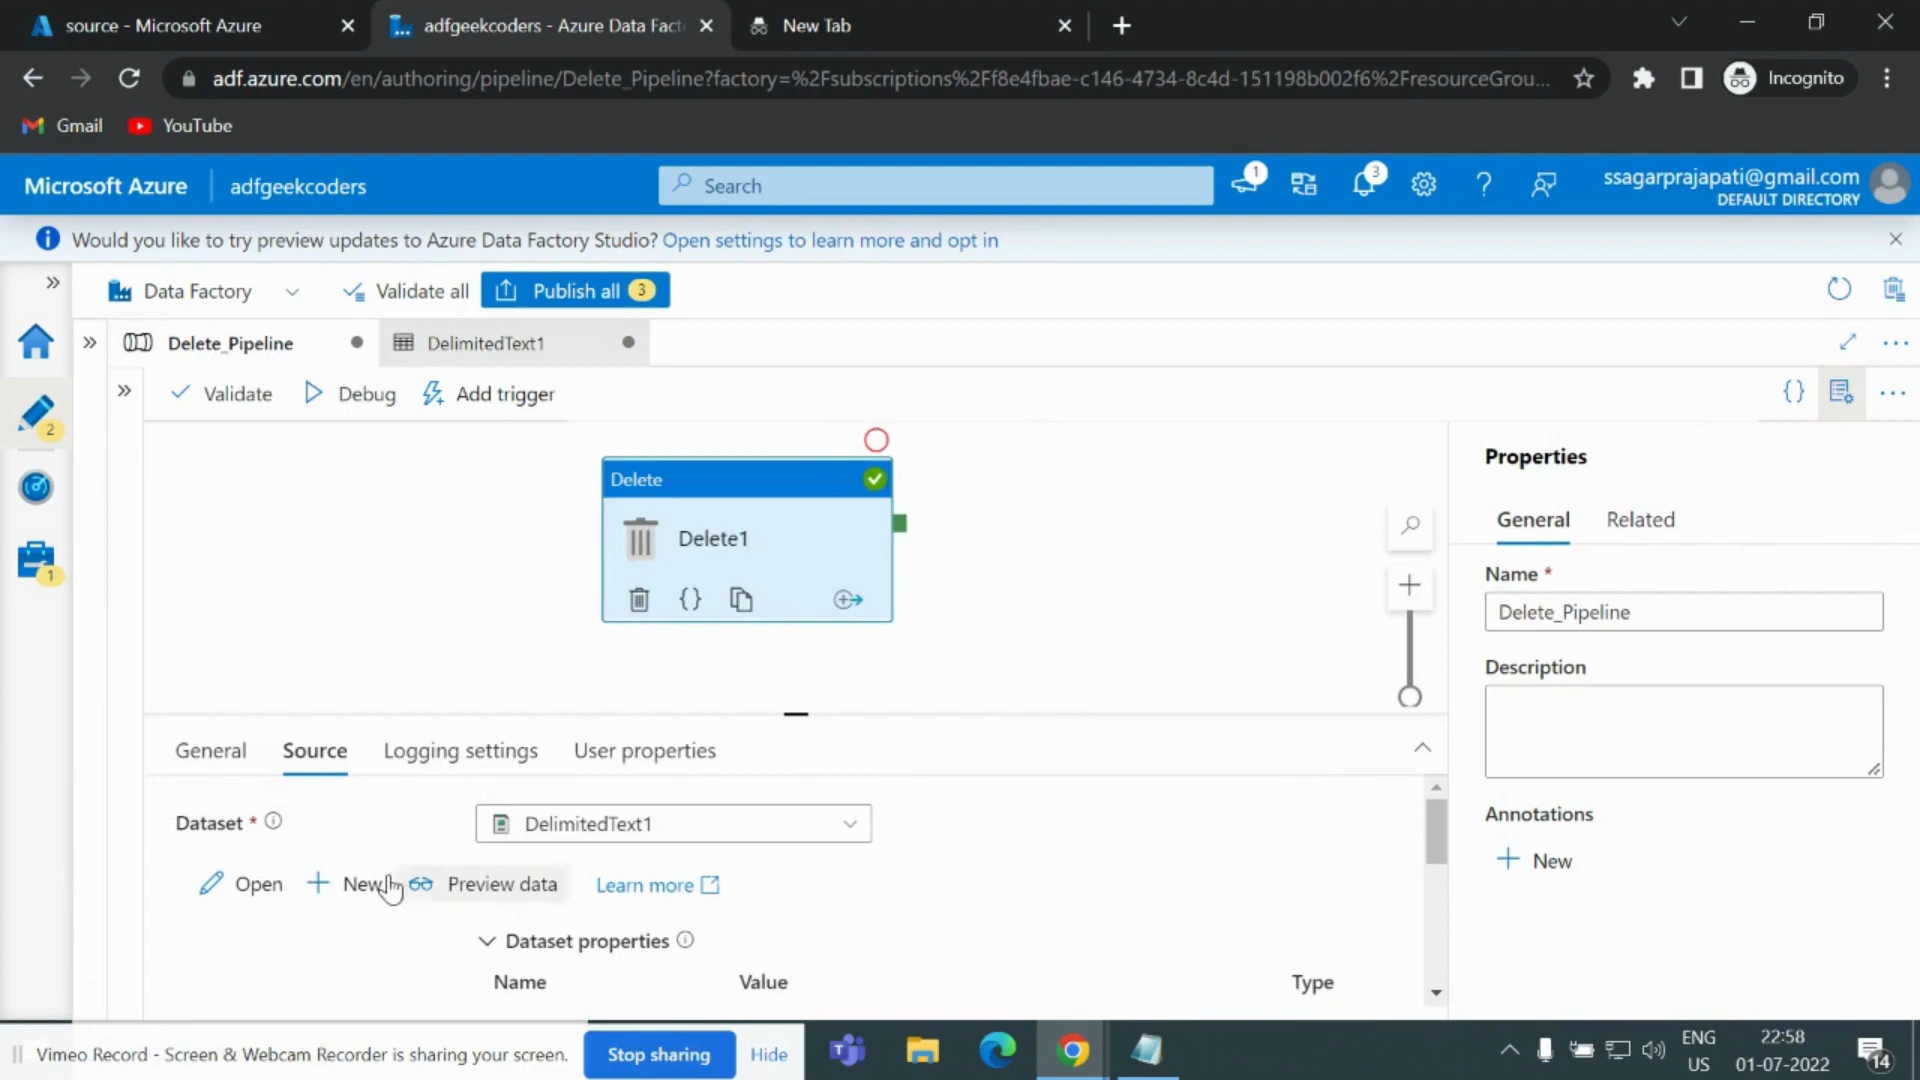 source - Microsoft Azure
adfgeekcoders - Azure Data Fact
New Tab
adf.azure.com/en/authoring/pipeline/Delete_Pipeline?factory=%2Fsubscriptions%2Ff8e4fbae-c146-4734-8c4d-151198b002f6%2FresourceGrou...
Incognito
Gmail
YouTube
Microsoft Azure
adfgeekcoders
Search
1
3
ssagarprajapati@gmail.com
DEFAULT DIRECTORY
Would you like to try preview updates to Azure Data Factory Studio? Open settings to learn more and opt in
Data Factory
Validate all
Publish all 3
Delete_Pipeline
DelimitedText1
Validate
Debug
Add trigger
2
1
Delete
Delete1
Properties
General
Related
Name *
Delete_Pipeline
Description
Annotations
New
General
Source
Logging settings
User properties
Dataset *
DelimitedText1
Open
New
Preview data
Learn more
Dataset properties
Name
Value
Type
Vimeo Record - Screen & Webcam Recorder is sharing your screen.
Stop sharing
Hide
ENG
US
22:58
01-07-2022
14